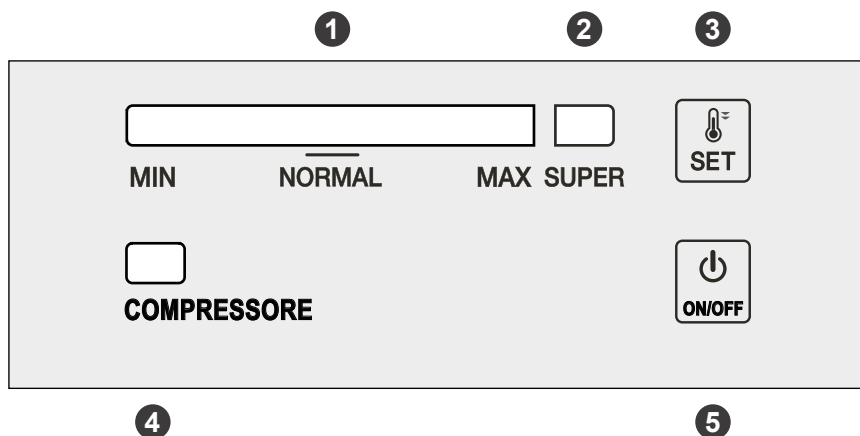 1 2 3
MIN NORMAL MAX SUPER SET
COMPRESSORE ON/OFF
4 5